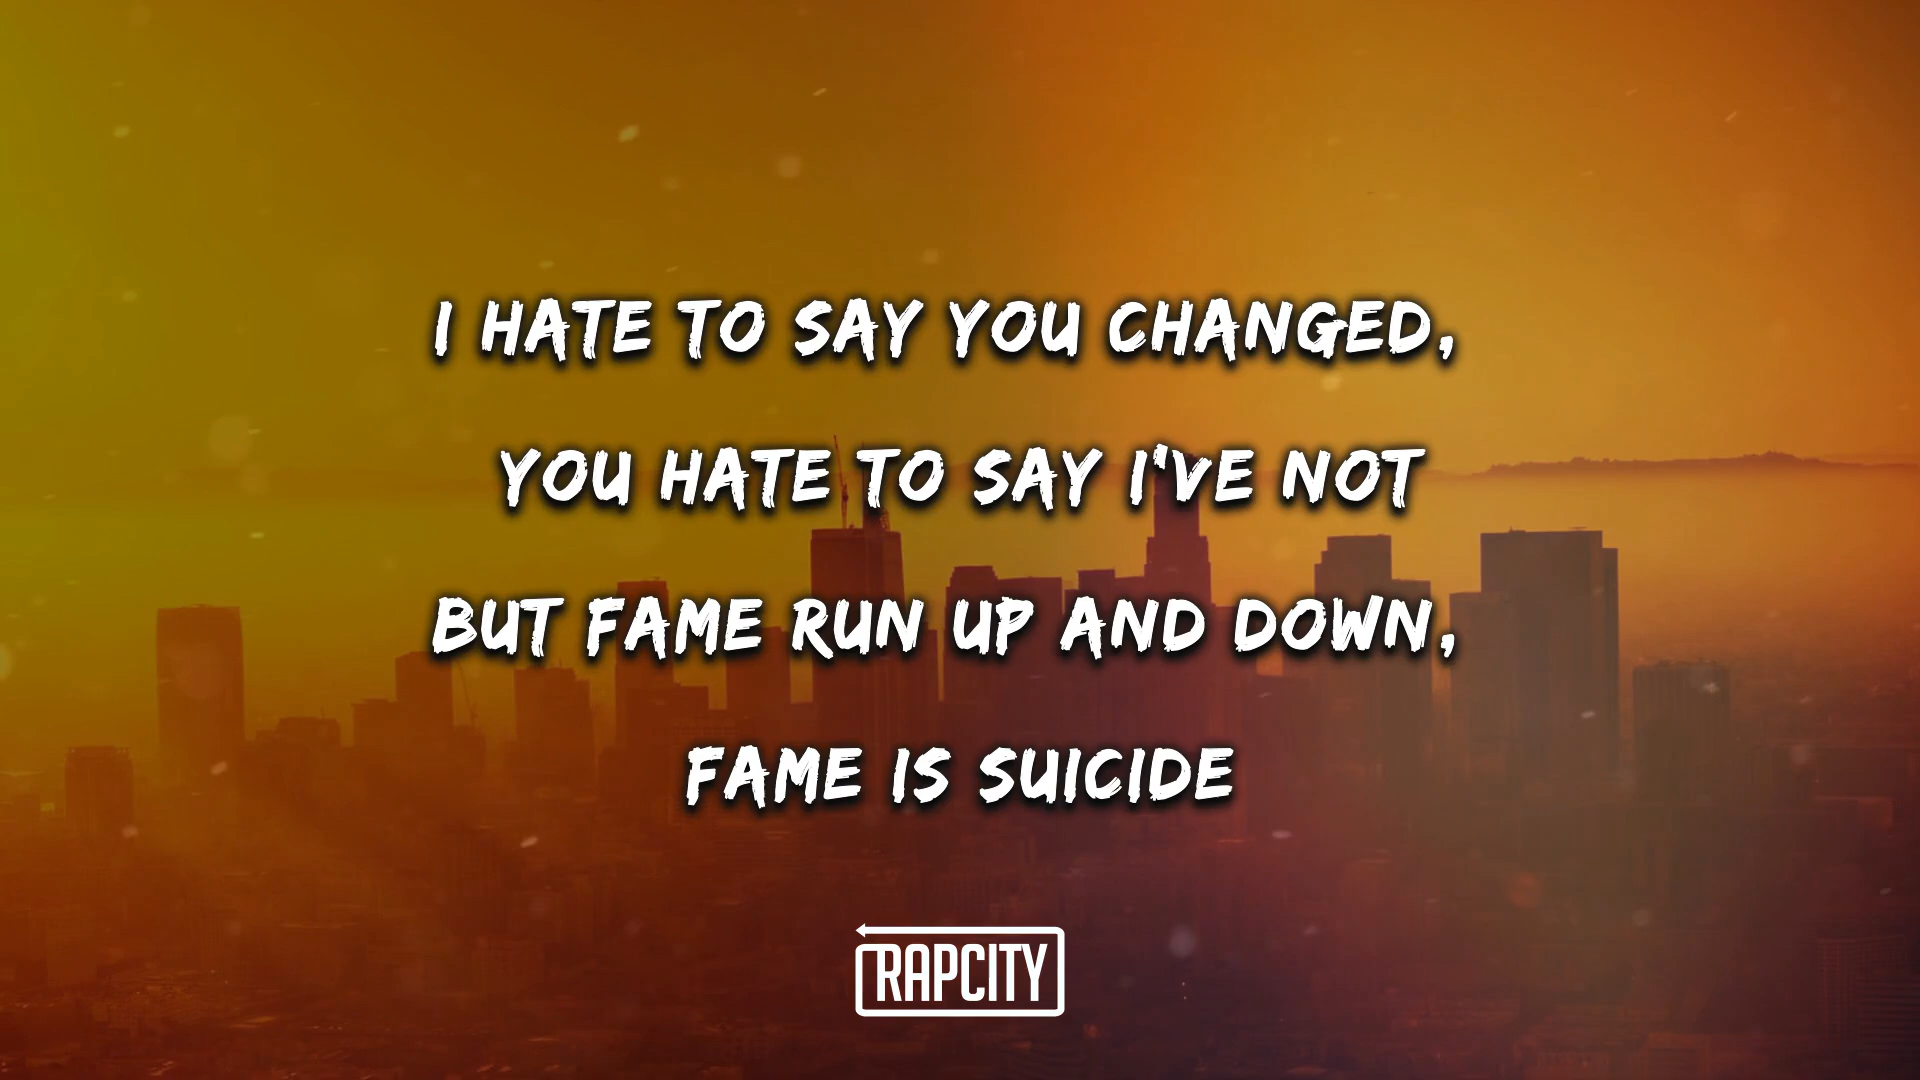 I HATE TO SAY YOU CHANGED,
YOU HATE TO SAY I'VE NOT
BUT FAME RUN UP AND DOWN,
FAME IS SUICIDE
RAPCITY